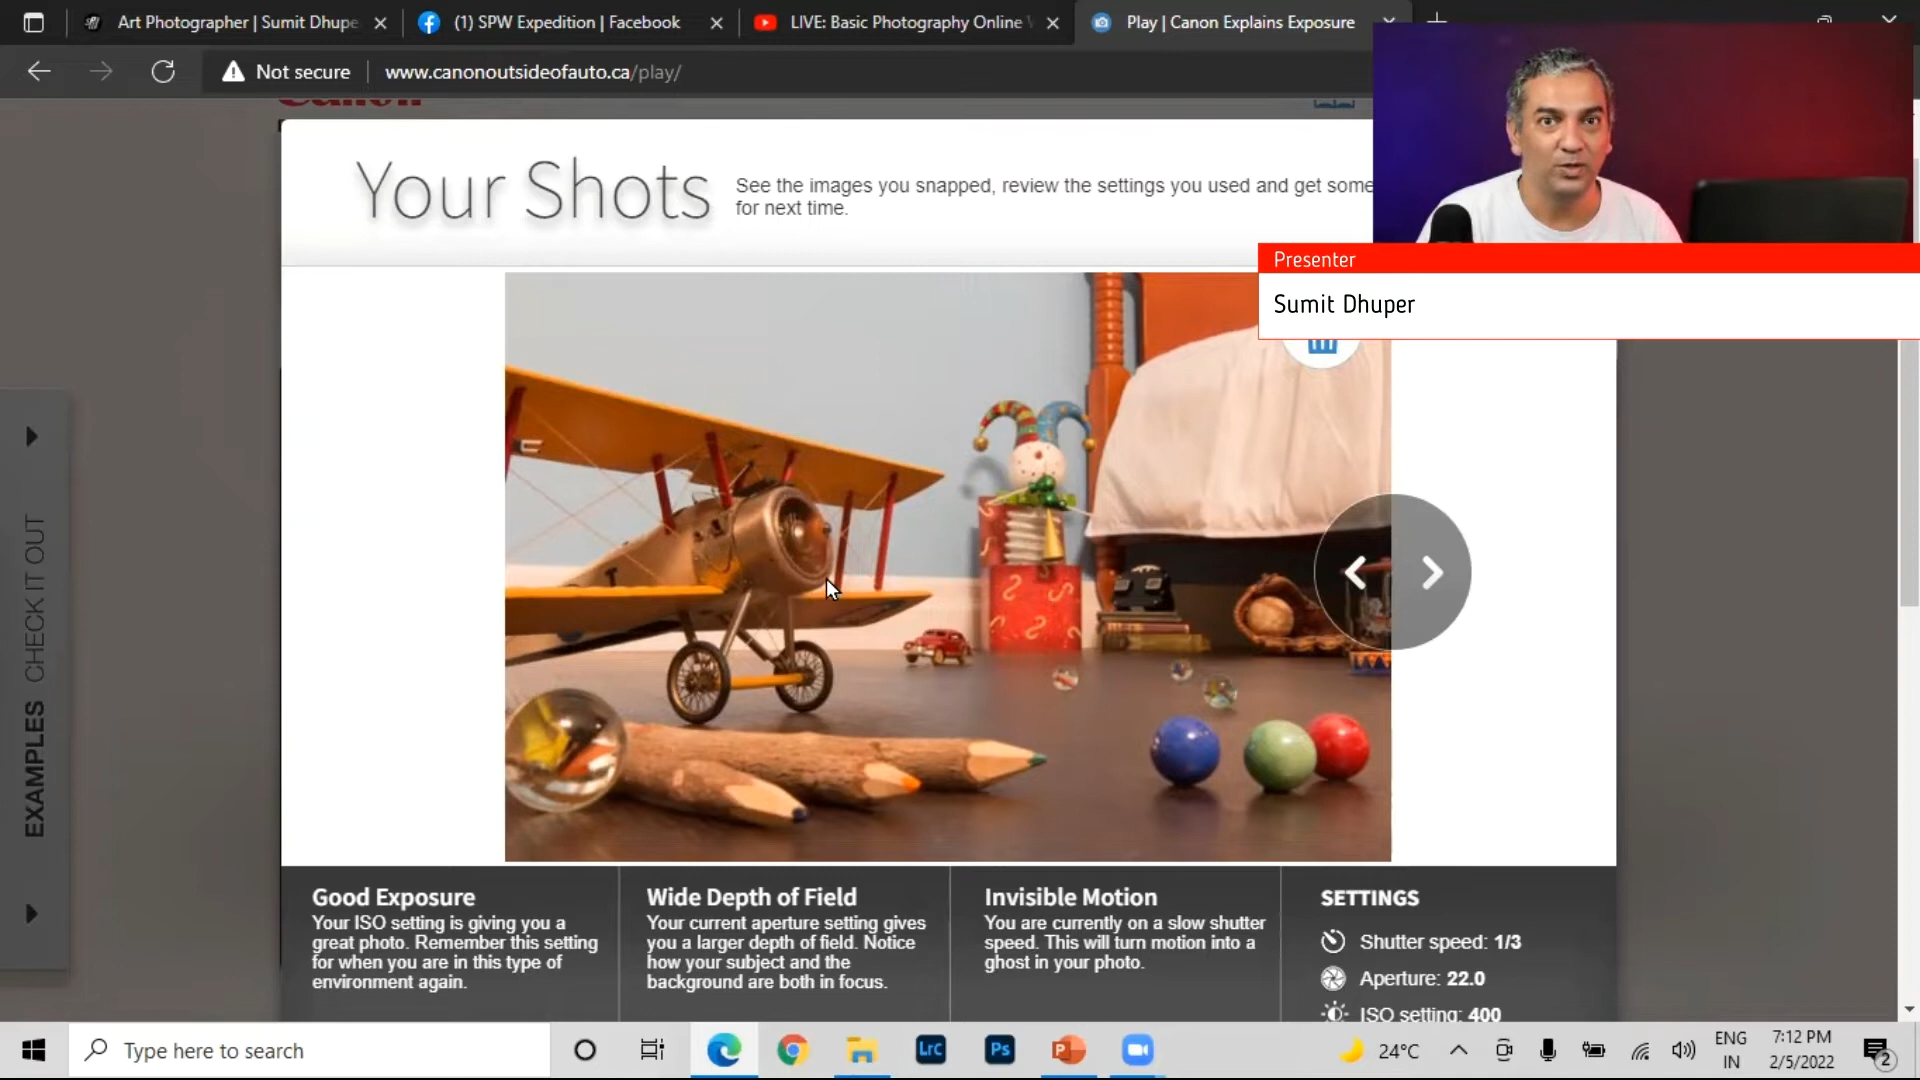 Art Photographer | Sumit Dhupe
(1) SPW Expedition | Facebook
LIVE: Basic Photography Online
Play | Canon Explains Exposure
Not secure
www.canonoutsideofauto.ca/play/
Canon
Your Shots
See the images you snapped, review the settings you used and get some
for next time.
Presenter
Sumit Dhuper
EXAMPLES CHECK IT OUT
Good Exposure
Your ISO setting is giving you a
great photo. Remember this setting
for when you are in this type of
environment again.
Wide Depth of Field
Your current aperture setting gives
you a larger depth of field. Notice
how your subject and the
background are both in focus.
Invisible Motion
You are currently on a slow shutter
speed. This will turn motion into a
ghost in your photo.
SETTINGS
Shutter speed: 1/3
Aperture: 22.0
ISO setting: 400
Type here to search
LrC
Ps
P
24°C
ENG
IN
7:12 PM
2/5/2022
2